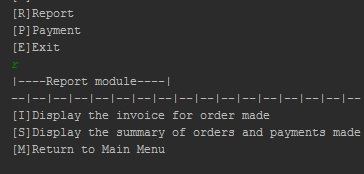 [R]Report
[P]Payment
[E]Exit
r
|----Report module----|
--|--|--|--|--|--|--|--|--|--|--|--|--|--|--|--|--
[I]Display the invoice for order made
[S]Display the summary of orders and payments made
[M]Return to Main Menu